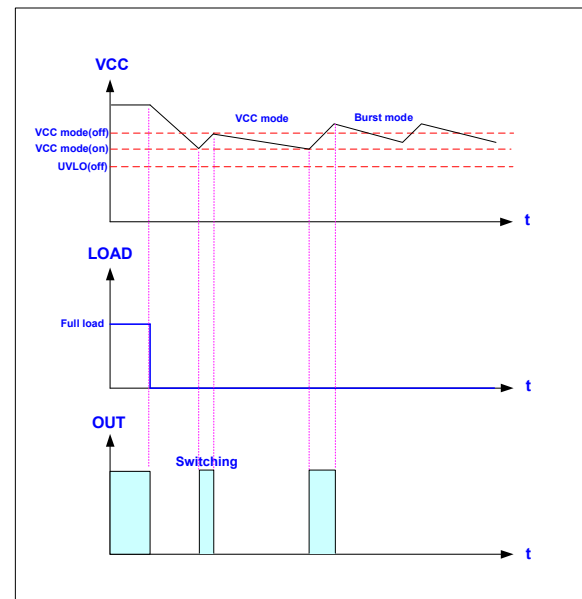 VCC
VCC mode
Burst mode
VCC mode(off)
VCC mode(on)
UVLO(off)
t
LOAD
Full load
t
OUT
Switching
t